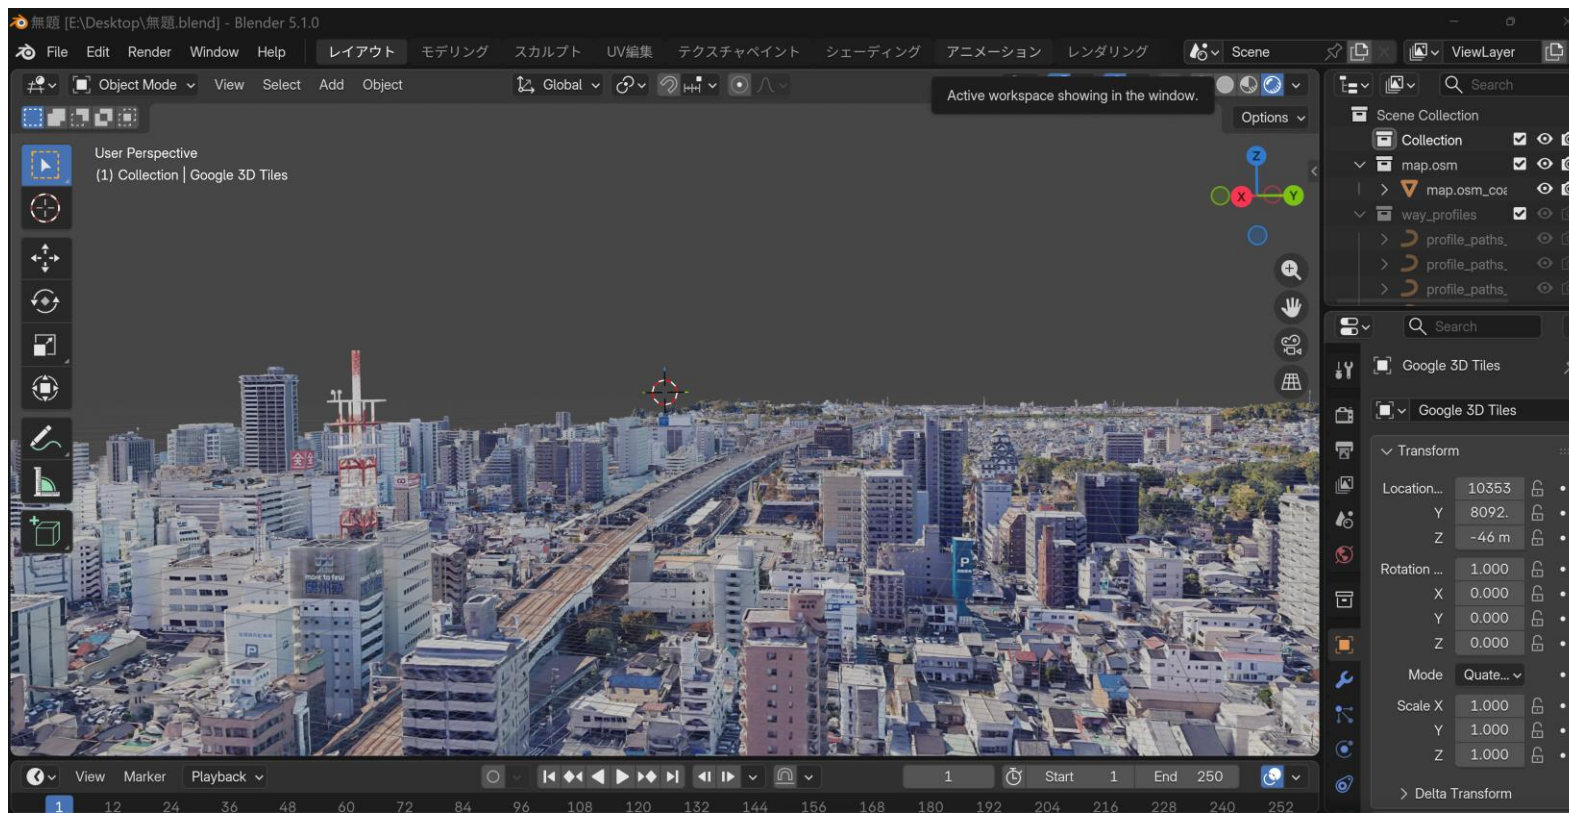 無題 [E:\Desktop\無題.blend] - Blender 5.1.0
File Edit Render Window Help レイアウト モデリング スカルプト UV編集 テクスチャペイント シェーディング アニメーション レンダリング Scene ViewLayer
Object Mode View Select Add Object Global Search
Active workspace showing in the window.
Options
User Perspective
(1) Collection | Google 3D Tiles
Z
X
Y
Scene Collection
Collection
map.osm
map.osm_coa
way_profiles
profile_paths_
profile_paths_
profile_paths_
Search
Google 3D Tiles
Google 3D Tiles
Transform
Location... 10353
Y 8092.
Z -46 m
Rotation ... 1.000
X 0.000
Y 0.000
Z 0.000
Mode Quate...
Scale X 1.000
Y 1.000
Z 1.000
Delta Transform
P
P
View Marker Playback 1 Start 1 End 250
1 12 24 36 48 60 72 84 96 108 120 132 144 156 168 180 192 204 216 228 240 252